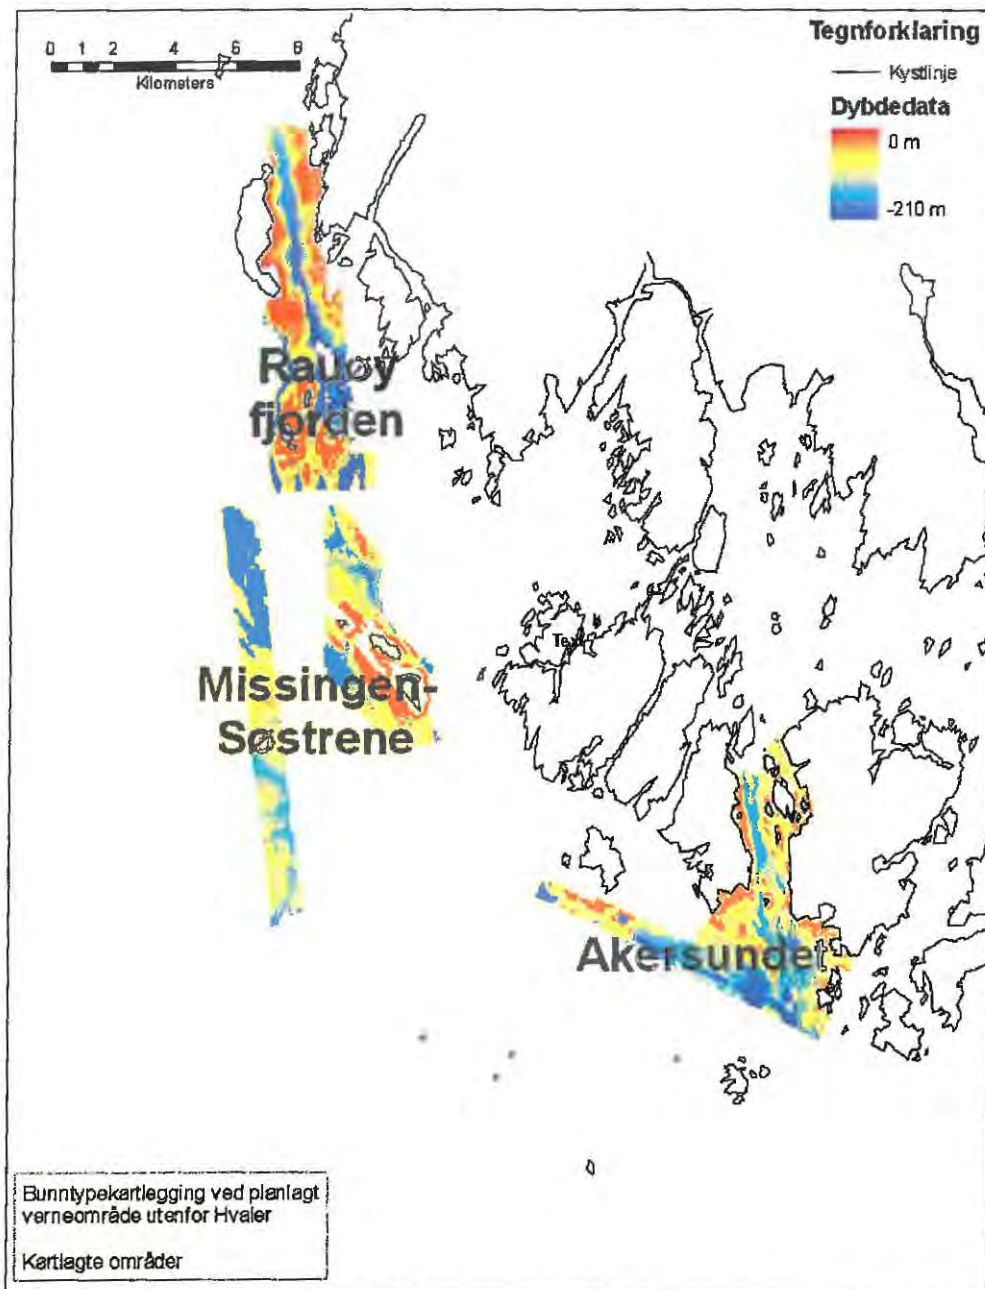 0 1 2 4 6 8
Kilometers
Tegnforklaring
Kystlinje
Dybdedata
0 m
-210 m
Rauøy
fjorden
Missingen-
Søstrene
Akersundet
Bunntypekartlegging ved planlagt
verneområde utenfor Hvaler
Kartlagte områder